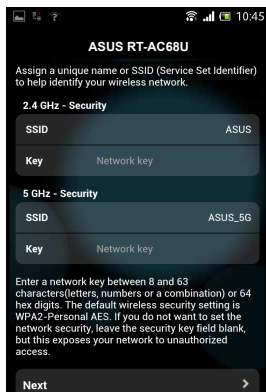 10:45
ASUS RT-AC68U
Assign a unique name or SSID (Service Set Identifier)
to help identify your wireless network.
2.4 GHz - Security
SSID ASUS
Key Network key
5 GHz - Security
SSID ASUS_5G
Key Network key
Enter a network key between 8 and 63
characters(letters, numbers or a combination) or 64
hex digits. The default wireless security setting is
WPA2-Personal AES. If you do not want to set the
network security, leave the security key field blank,
but this exposes your network to unauthorized
access.
Next